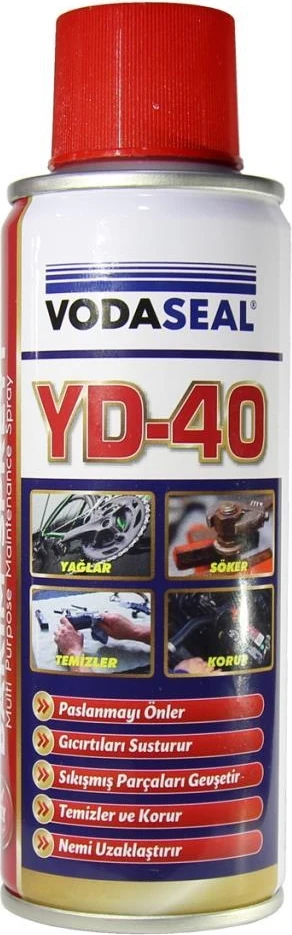 VODASEAL®
YD-40
YAĞLAR
SÖKER
TEMİZLER
KORUR
Paslanmayı Önler
Gıcırtıları Susturur
Sıkışmış Parçaları Gevşetir
Temizler ve Korur
Nemi Uzaklaştırır
Multi Purpose Maintenance Spray